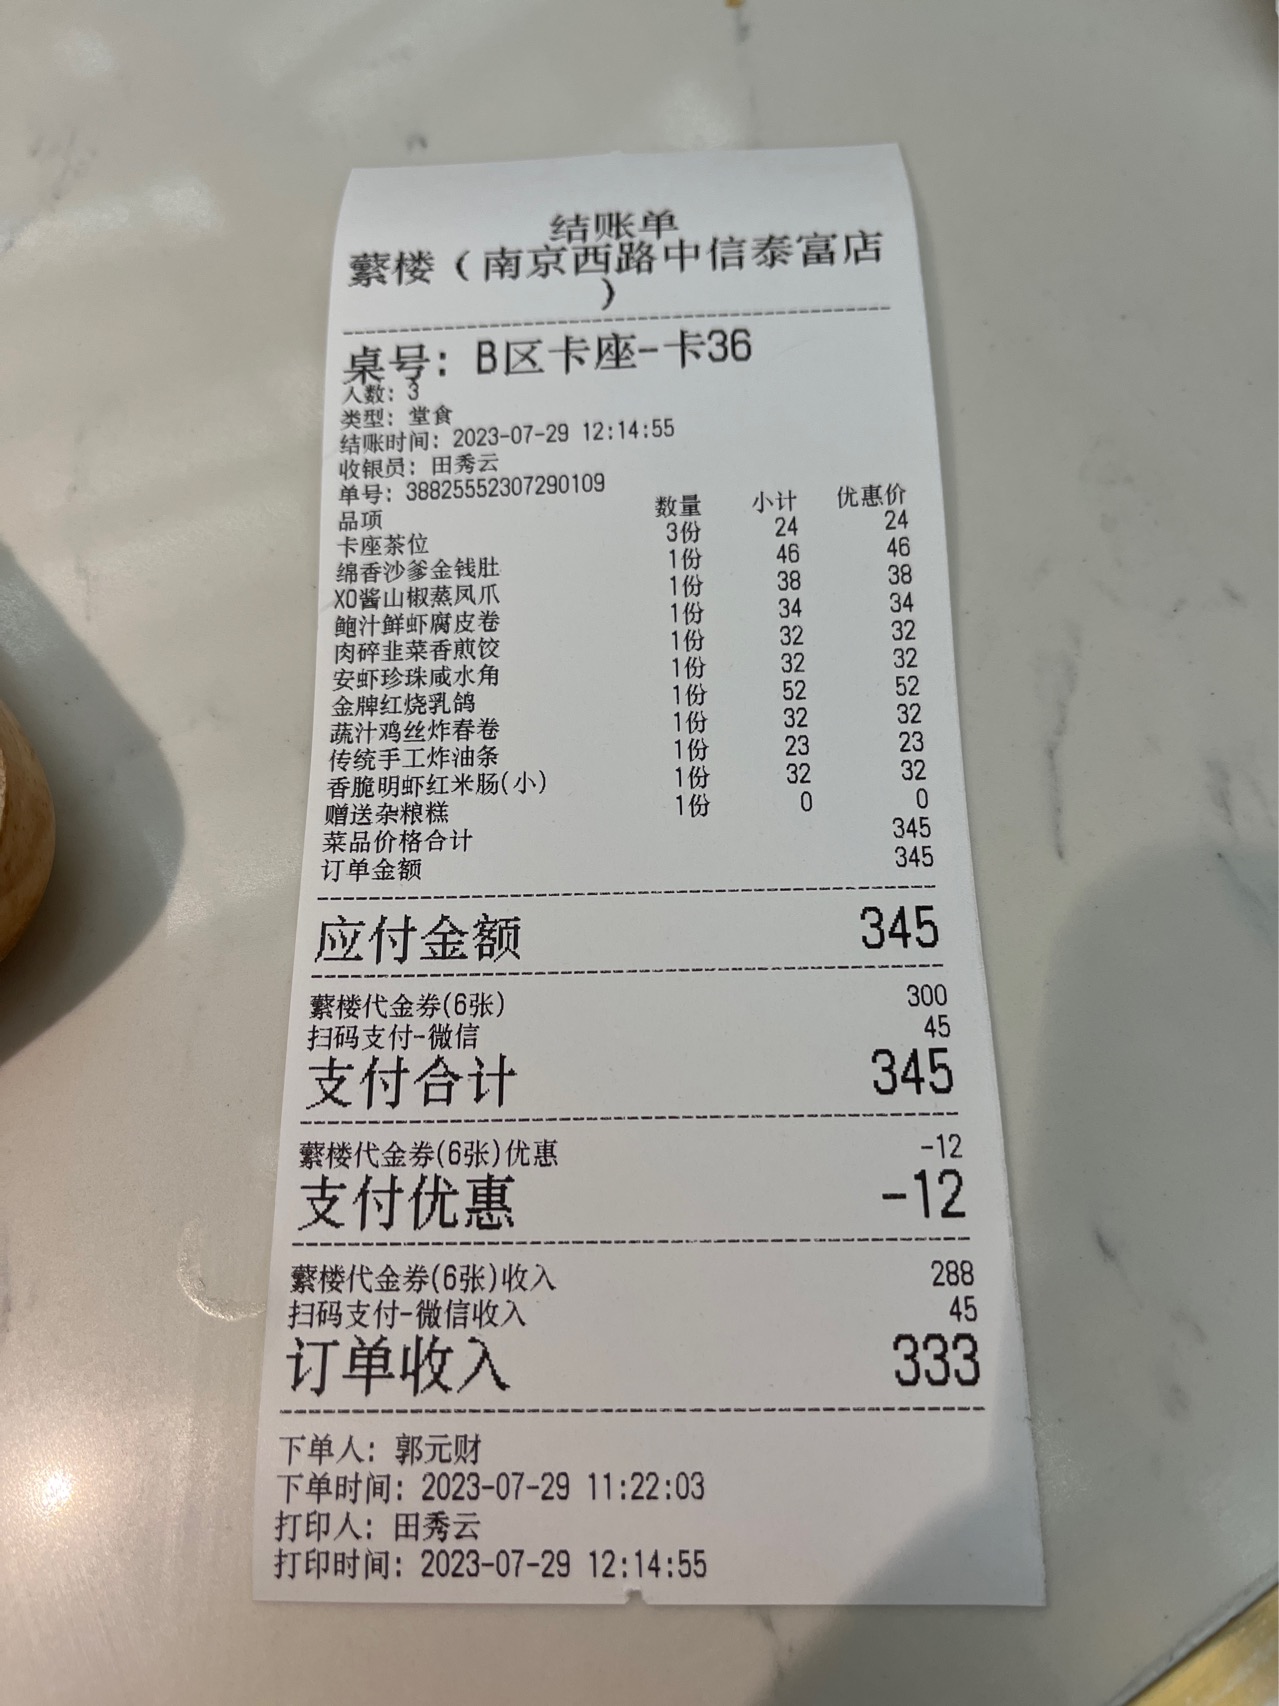 结账单
蘩楼（南京西路中信泰富店
）
桌号: B区卡座-卡36
人数: 3
类型: 堂食
结账时间: 2023-07-29 12:14:55
收银员: 田秀云
单号: 38825552307290109
品项 数量 小计 优惠价
卡座茶位 3份 24 24
绵香沙爹金钱肚 1份 46 46
XO酱山椒蒸凤爪 1份 38 38
鲍汁鲜虾腐皮卷 1份 34 34
肉碎韭菜香煎饺 1份 32 32
安虾珍珠咸水角 1份 32 32
金牌红烧乳鸽 1份 52 52
蔬汁鸡丝炸春卷 1份 32 32
传统手工炸油条 1份 23 23
香脆明虾红米肠(小) 1份 32 32
赠送杂粮糕 1份 0 0
菜品价格合计 345
订单金额 345
应付金额 345
蘩楼代金券(6张) 300
扫码支付-微信 45
支付合计 345
蘩楼代金券(6张)优惠 -12
支付优惠 -12
蘩楼代金券(6张)收入 288
扫码支付-微信收入 45
订单收入 333
下单人: 郭元财
下单时间: 2023-07-29 11:22:03
打印人: 田秀云
打印时间: 2023-07-29 12:14:55